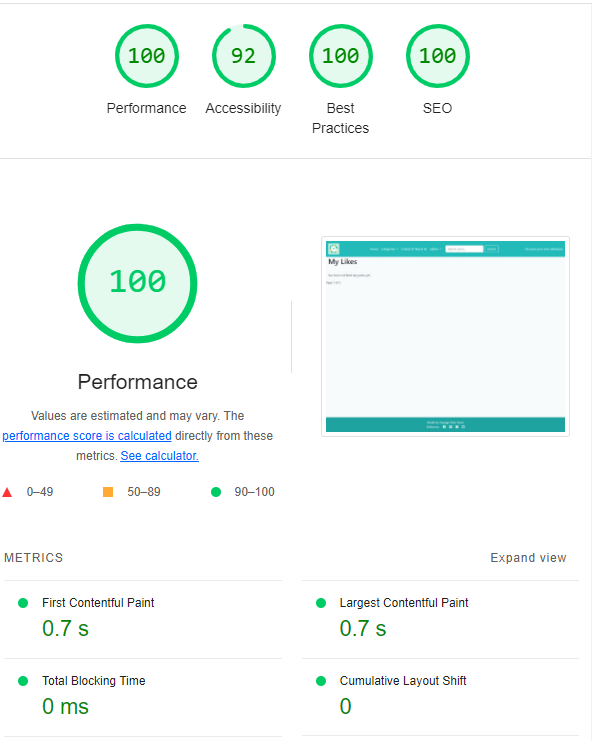 100
92
100
100
Performance
Accessibility
Best
Practices
SEO
100
My Likes
Performance
Values are estimated and may vary. The
performance score is calculated directly from these
metrics. See calculator.
0–49
50–89
90–100
METRICS
Expand view
First Contentful Paint
0.7 s
Largest Contentful Paint
0.7 s
Total Blocking Time
0 ms
Cumulative Layout Shift
0